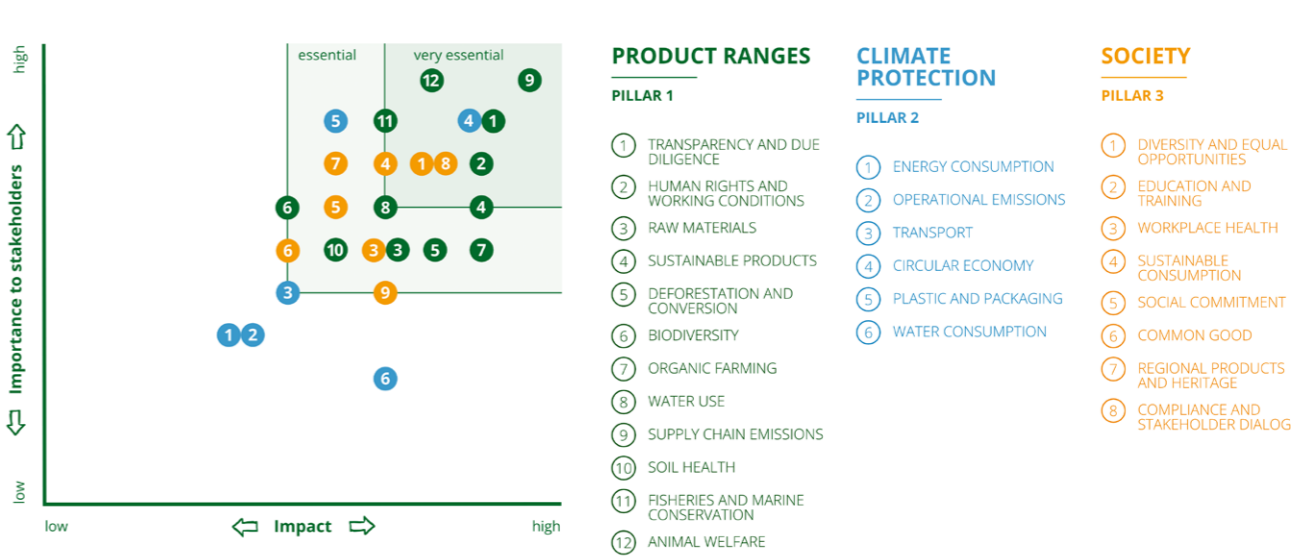 high
Importance to stakeholders
low
essential
very essential
12
9
5
11
4 1
7
4
1 8
2
6
5
8
4
6
10
3 3
5
7
3
9
1 2
6
low
Impact
high
PRODUCT RANGES
PILLAR 1
1 TRANSPARENCY AND DUE
DILIGENCE
2 HUMAN RIGHTS AND
WORKING CONDITIONS
3 RAW MATERIALS
4 SUSTAINABLE PRODUCTS
5 DEFORESTATION AND
CONVERSION
6 BIODIVERSITY
7 ORGANIC FARMING
8 WATER USE
9 SUPPLY CHAIN EMISSIONS
10 SOIL HEALTH
11 FISHERIES AND MARINE
CONSERVATION
12 ANIMAL WELFARE
CLIMATE
PROTECTION
PILLAR 2
1 ENERGY CONSUMPTION
2 OPERATIONAL EMISSIONS
3 TRANSPORT
4 CIRCULAR ECONOMY
5 PLASTIC AND PACKAGING
6 WATER CONSUMPTION
SOCIETY
PILLAR 3
1 DIVERSITY AND EQUAL
OPPORTUNITIES
2 EDUCATION AND
TRAINING
3 WORKPLACE HEALTH
4 SUSTAINABLE
CONSUMPTION
5 SOCIAL COMMITMENT
6 COMMON GOOD
7 REGIONAL PRODUCTS
AND HERITAGE
8 COMPLIANCE AND
STAKEHOLDER DIALOG